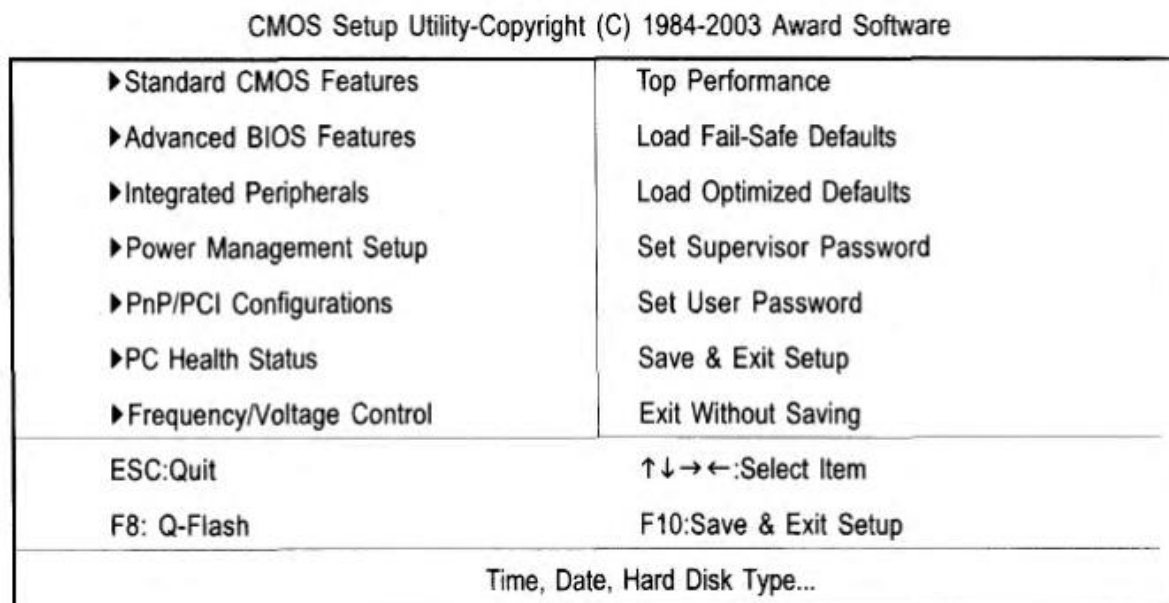 CMOS Setup Utility-Copyright (C) 1984-2003 Award Software
▶Standard CMOS Features
▶Advanced BIOS Features
▶Integrated Peripherals
▶Power Management Setup
▶PnP/PCI Configurations
▶PC Health Status
▶Frequency/Voltage Control
Top Performance
Load Fail-Safe Defaults
Load Optimized Defaults
Set Supervisor Password
Set User Password
Save & Exit Setup
Exit Without Saving
ESC:Quit
↑↓→←:Select Item
F8: Q-Flash
F10:Save & Exit Setup
Time, Date, Hard Disk Type...